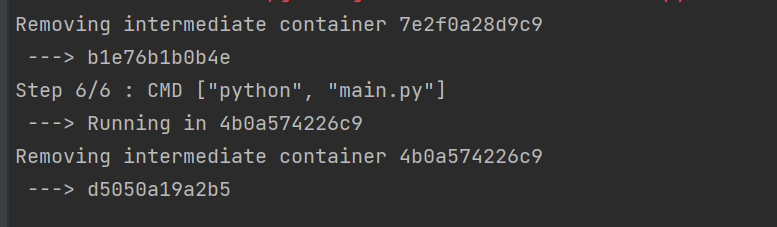 Removing intermediate container 7e2f0a28d9c9
---> b1e76b1b0b4e
Step 6/6 : CMD ["python", "main.py"]
---> Running in 4b0a574226c9
Removing intermediate container 4b0a574226c9
---> d5050a19a2b5